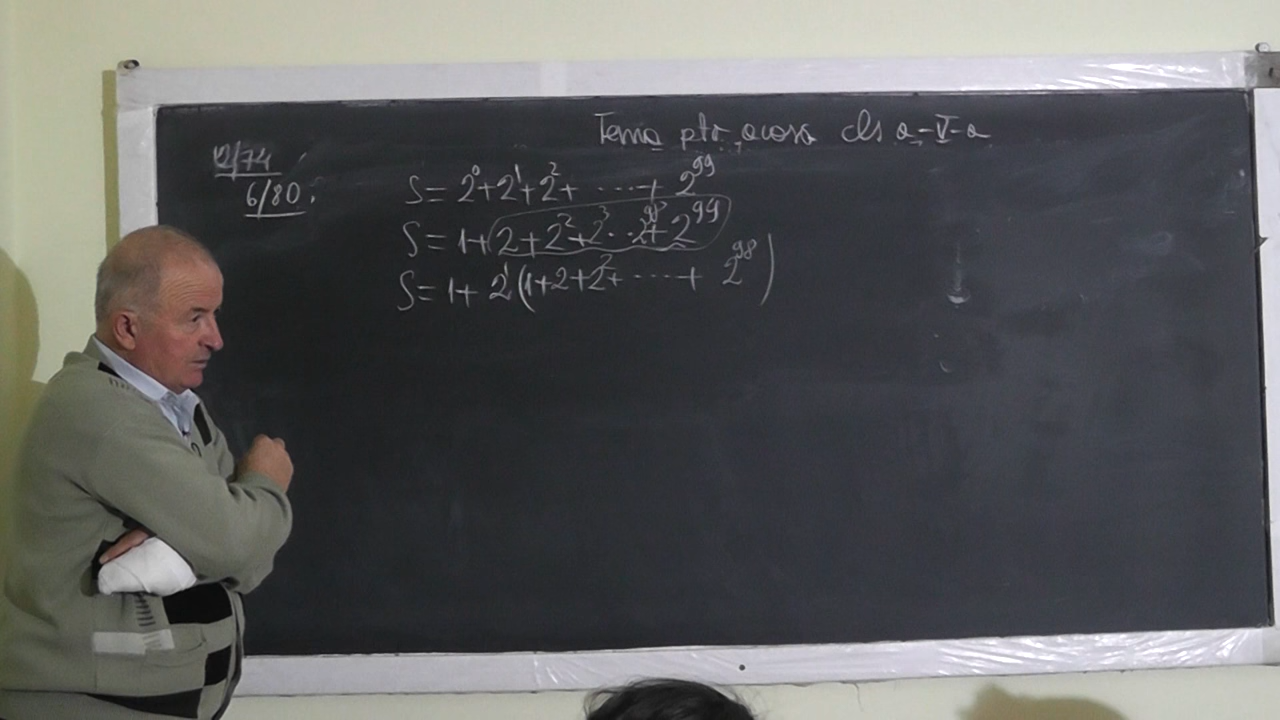 Tema ptr. acasa cls a-V-a
12/74
6/80.
S = 2⁰+2¹+2²+ ·····+ 2⁹⁹
S = 1+ 2+2²+2³··2⁹⁸+2⁹⁹
S = 1+ 2¹(1+2+2²+ ·····+ 2⁹⁸)